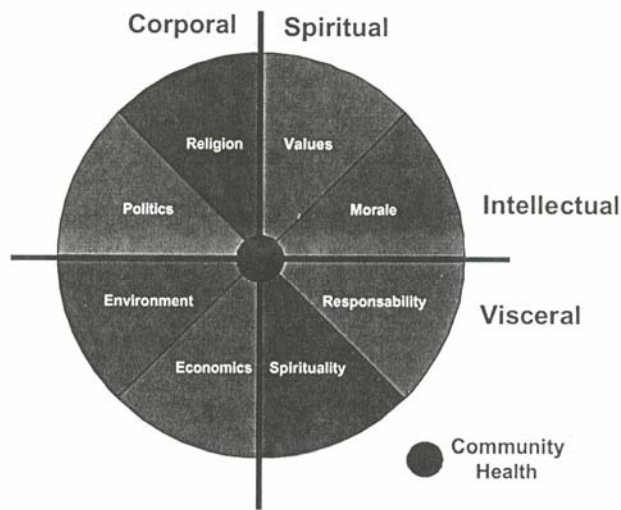 Corporal Spiritual
Religion Values
Politics Morale
Intellectual
Environment Responsability
Visceral
Economics Spirituality
Community
Health